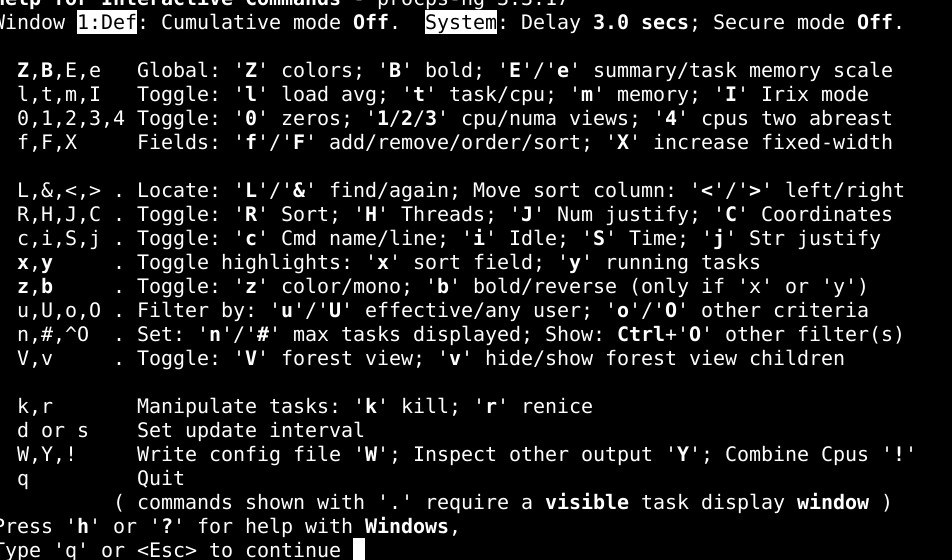 Help for Interactive Commands - procps-ng 3.3.17
Window 1:Def: Cumulative mode Off.  System: Delay 3.0 secs; Secure mode Off.

  Z,B,E,e   Global: 'Z' colors; 'B' bold; 'E'/'e' summary/task memory scale
  l,t,m,I   Toggle: 'l' load avg; 't' task/cpu; 'm' memory; 'I' Irix mode
  0,1,2,3,4 Toggle: '0' zeros; '1/2/3' cpu/numa views; '4' cpus two abreast
  f,F,X     Fields: 'f'/'F' add/remove/order/sort; 'X' increase fixed-width

  L,&,<,> . Locate: 'L'/'&' find/again; Move sort column: '<'/'>' left/right
  R,H,J,C . Toggle: 'R' Sort; 'H' Threads; 'J' Num justify; 'C' Coordinates
  c,i,S,j . Toggle: 'c' Cmd name/line; 'i' Idle; 'S' Time; 'j' Str justify
  x,y     . Toggle highlights: 'x' sort field; 'y' running tasks
  z,b     . Toggle: 'z' color/mono; 'b' bold/reverse (only if 'x' or 'y')
  u,U,o,O . Filter by: 'u'/'U' effective/any user; 'o'/'O' other criteria
  n,#,^O  . Set: 'n'/'#' max tasks displayed; Show: Ctrl+'O' other filter(s)
  V,v     . Toggle: 'V' forest view; 'v' hide/show forest view children

  k,r       Manipulate tasks: 'k' kill; 'r' renice
  d or s    Set update interval
  W,Y,!     Write config file 'W'; Inspect other output 'Y'; Combine Cpus '!'
  q         Quit
          ( commands shown with '.' require a visible task display window )
Press 'h' or '?' for help with Windows,
Type 'q' or <Esc> to continue